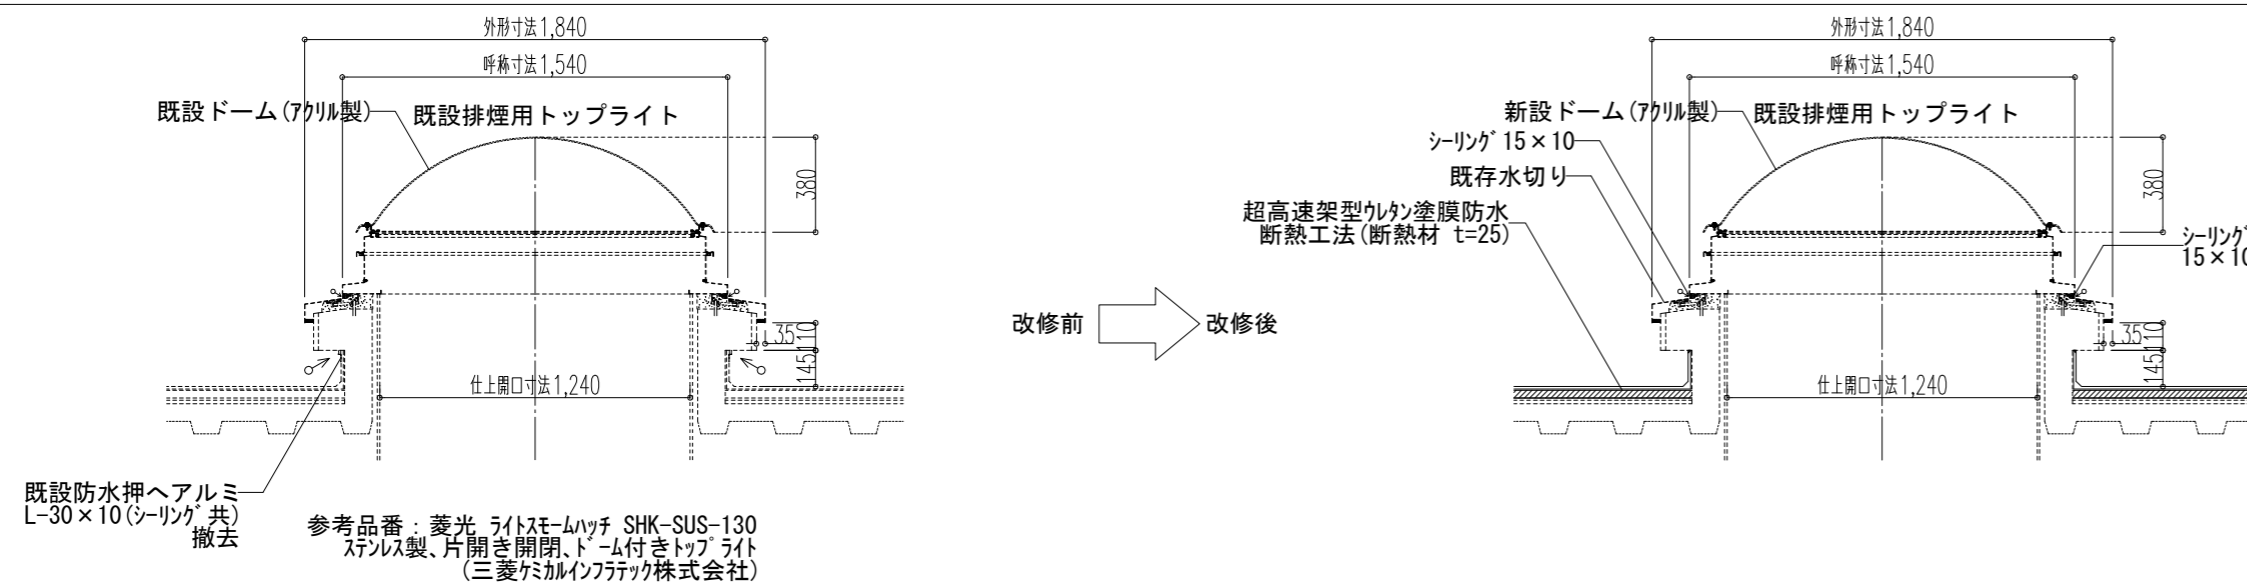 外形寸法1,840
呼称寸法1,540
既設ドーム(アクリル製)
既設排煙用トップライト
380
35
110
145
仕上開口寸法1,240
既設防水押へアルミ
L-30×10(シーリング共)
撤去
参考品番:菱光 ライトスモームハッチ SHK-SUS-130
ステンレス製、片開き開閉、ドーム付きトップライト
(三菱ケミカルインフラテック株式会社)
改修前
改修後
外形寸法1,840
呼称寸法1,540
新設ドーム(アクリル製)
既設排煙用トップライト
シーリング15×10
既存水切り
超高速架型ウレタン塗膜防水
断熱工法(断熱材 t=25)
380
シーリング
15×10
35
110
145
仕上開口寸法1,240